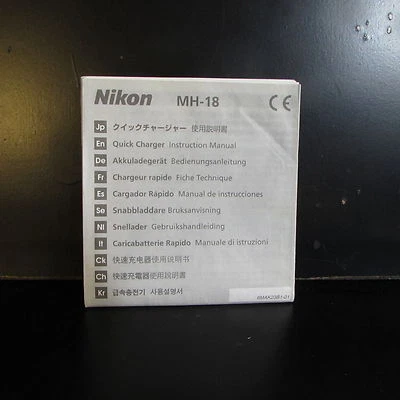 Nikon MH-18 CE
Jp クイックチャージャー 使用説明書
En Quick Charger Instruction Manual
De Akkuladegerät Bedienungsanleitung
Fr Chargeur rapide Fiche Technique
Es Cargador Rápido Manual de instrucciones
Se Snabbladdare Bruksanvisning
Nl Snellader Gebruikshandleiding
It Caricabatterie Rapido Manuale di istruzioni
Ck 快速充电器使用说明书
Ch 快速充電器使用說明書
Kr 급속충전기 사용설명서